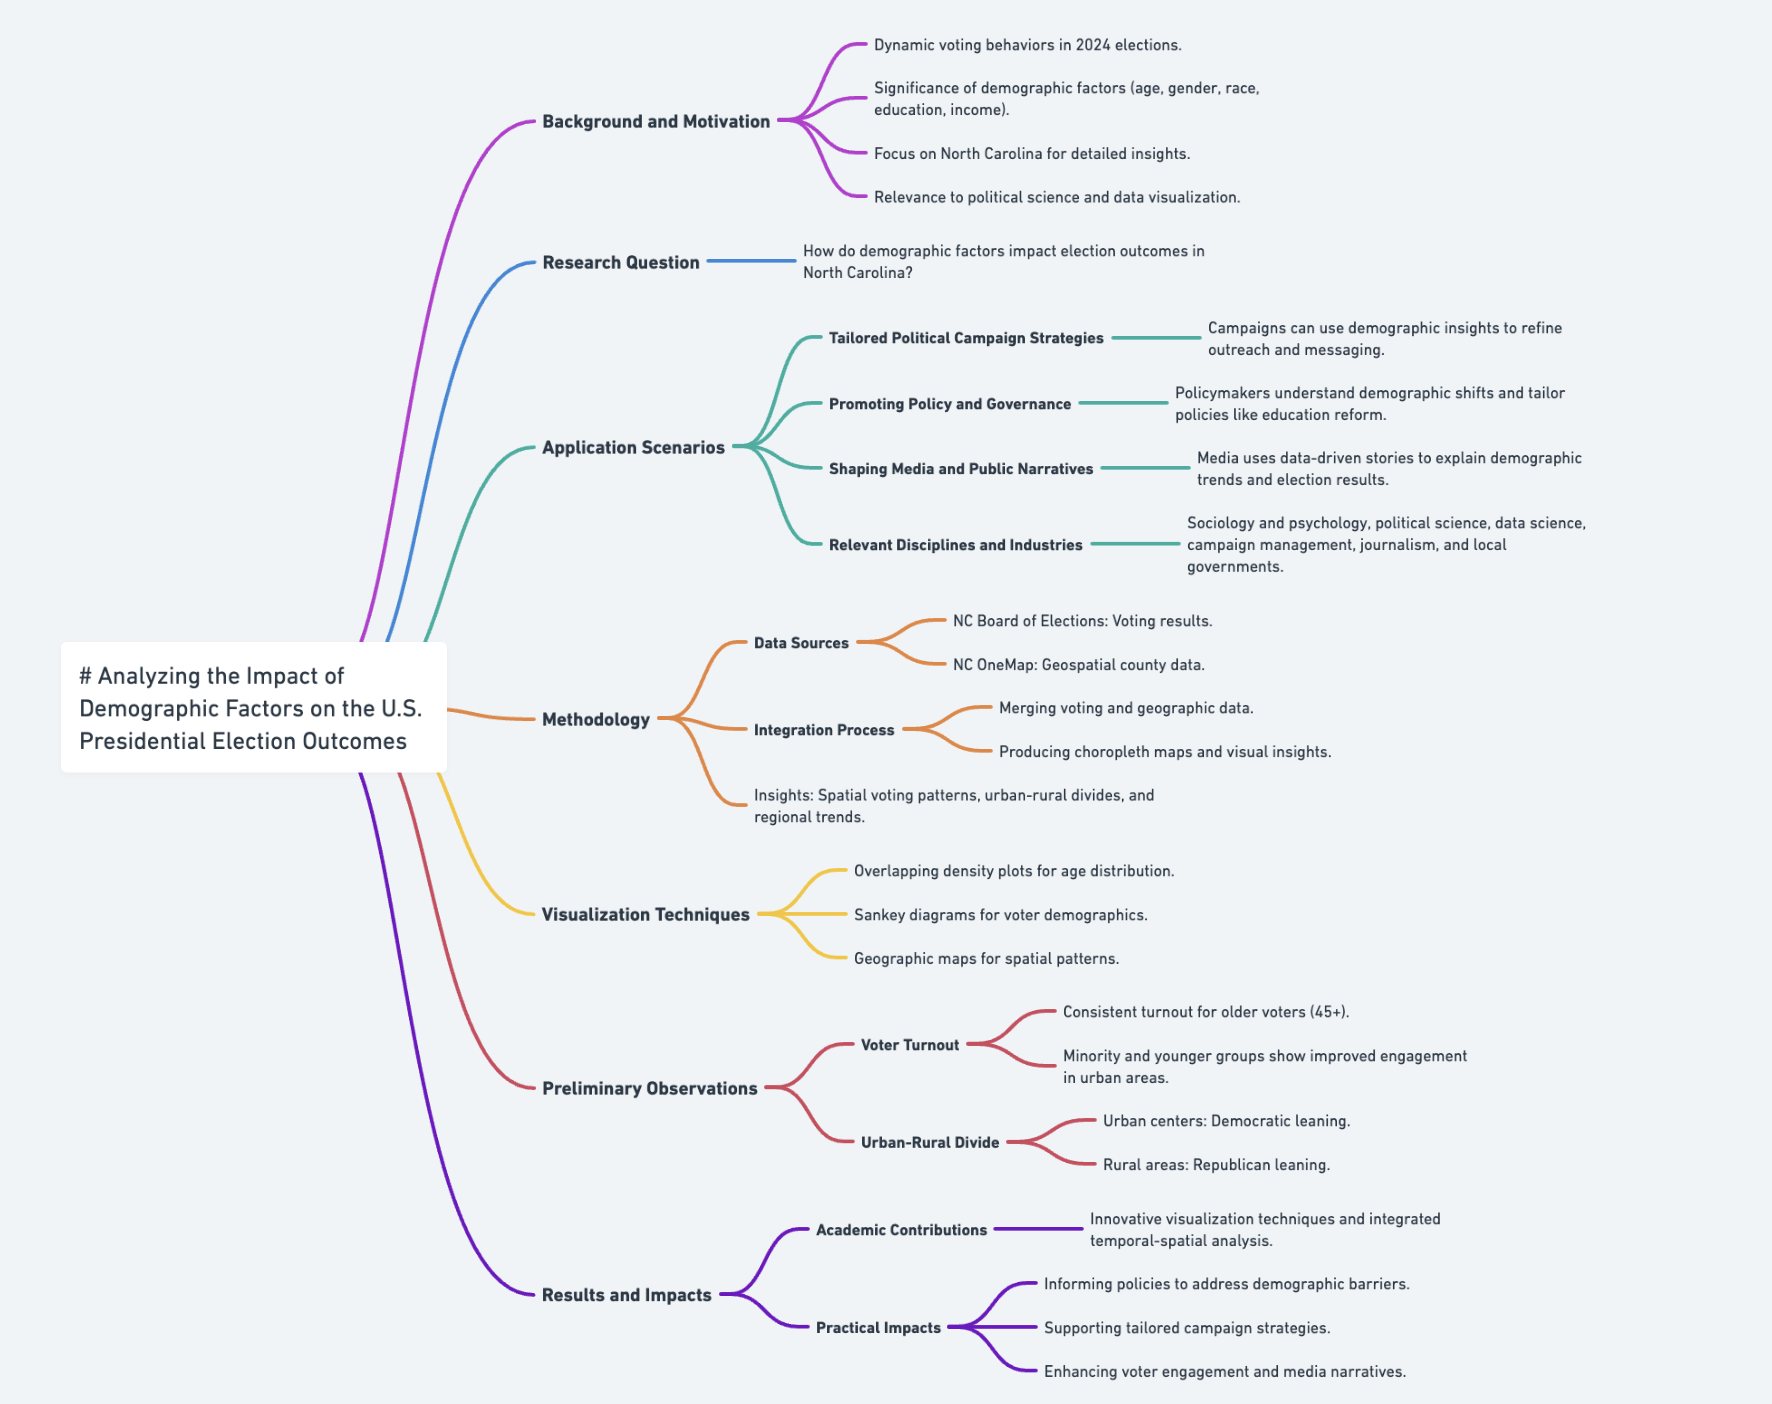 # Analyzing the Impact of
Demographic Factors on the U.S.
Presidential Election Outcomes
Background and Motivation
Dynamic voting behaviors in 2024 elections.
Significance of demographic factors (age, gender, race,
education, income).
Focus on North Carolina for detailed insights.
Relevance to political science and data visualization.
Research Question
How do demographic factors impact election outcomes in
North Carolina?
Application Scenarios
Tailored Political Campaign Strategies
Campaigns can use demographic insights to refine
outreach and messaging.
Promoting Policy and Governance
Policymakers understand demographic shifts and tailor
policies like education reform.
Shaping Media and Public Narratives
Media uses data-driven stories to explain demographic
trends and election results.
Relevant Disciplines and Industries
Sociology and psychology, political science, data science,
campaign management, journalism, and local
governments.
Methodology
Data Sources
NC Board of Elections: Voting results.
NC OneMap: Geospatial county data.
Integration Process
Merging voting and geographic data.
Producing choropleth maps and visual insights.
Insights: Spatial voting patterns, urban-rural divides, and
regional trends.
Visualization Techniques
Overlapping density plots for age distribution.
Sankey diagrams for voter demographics.
Geographic maps for spatial patterns.
Preliminary Observations
Voter Turnout
Consistent turnout for older voters (45+).
Minority and younger groups show improved engagement
in urban areas.
Urban-Rural Divide
Urban centers: Democratic leaning.
Rural areas: Republican leaning.
Results and Impacts
Academic Contributions
Innovative visualization techniques and integrated
temporal-spatial analysis.
Practical Impacts
Informing policies to address demographic barriers.
Supporting tailored campaign strategies.
Enhancing voter engagement and media narratives.